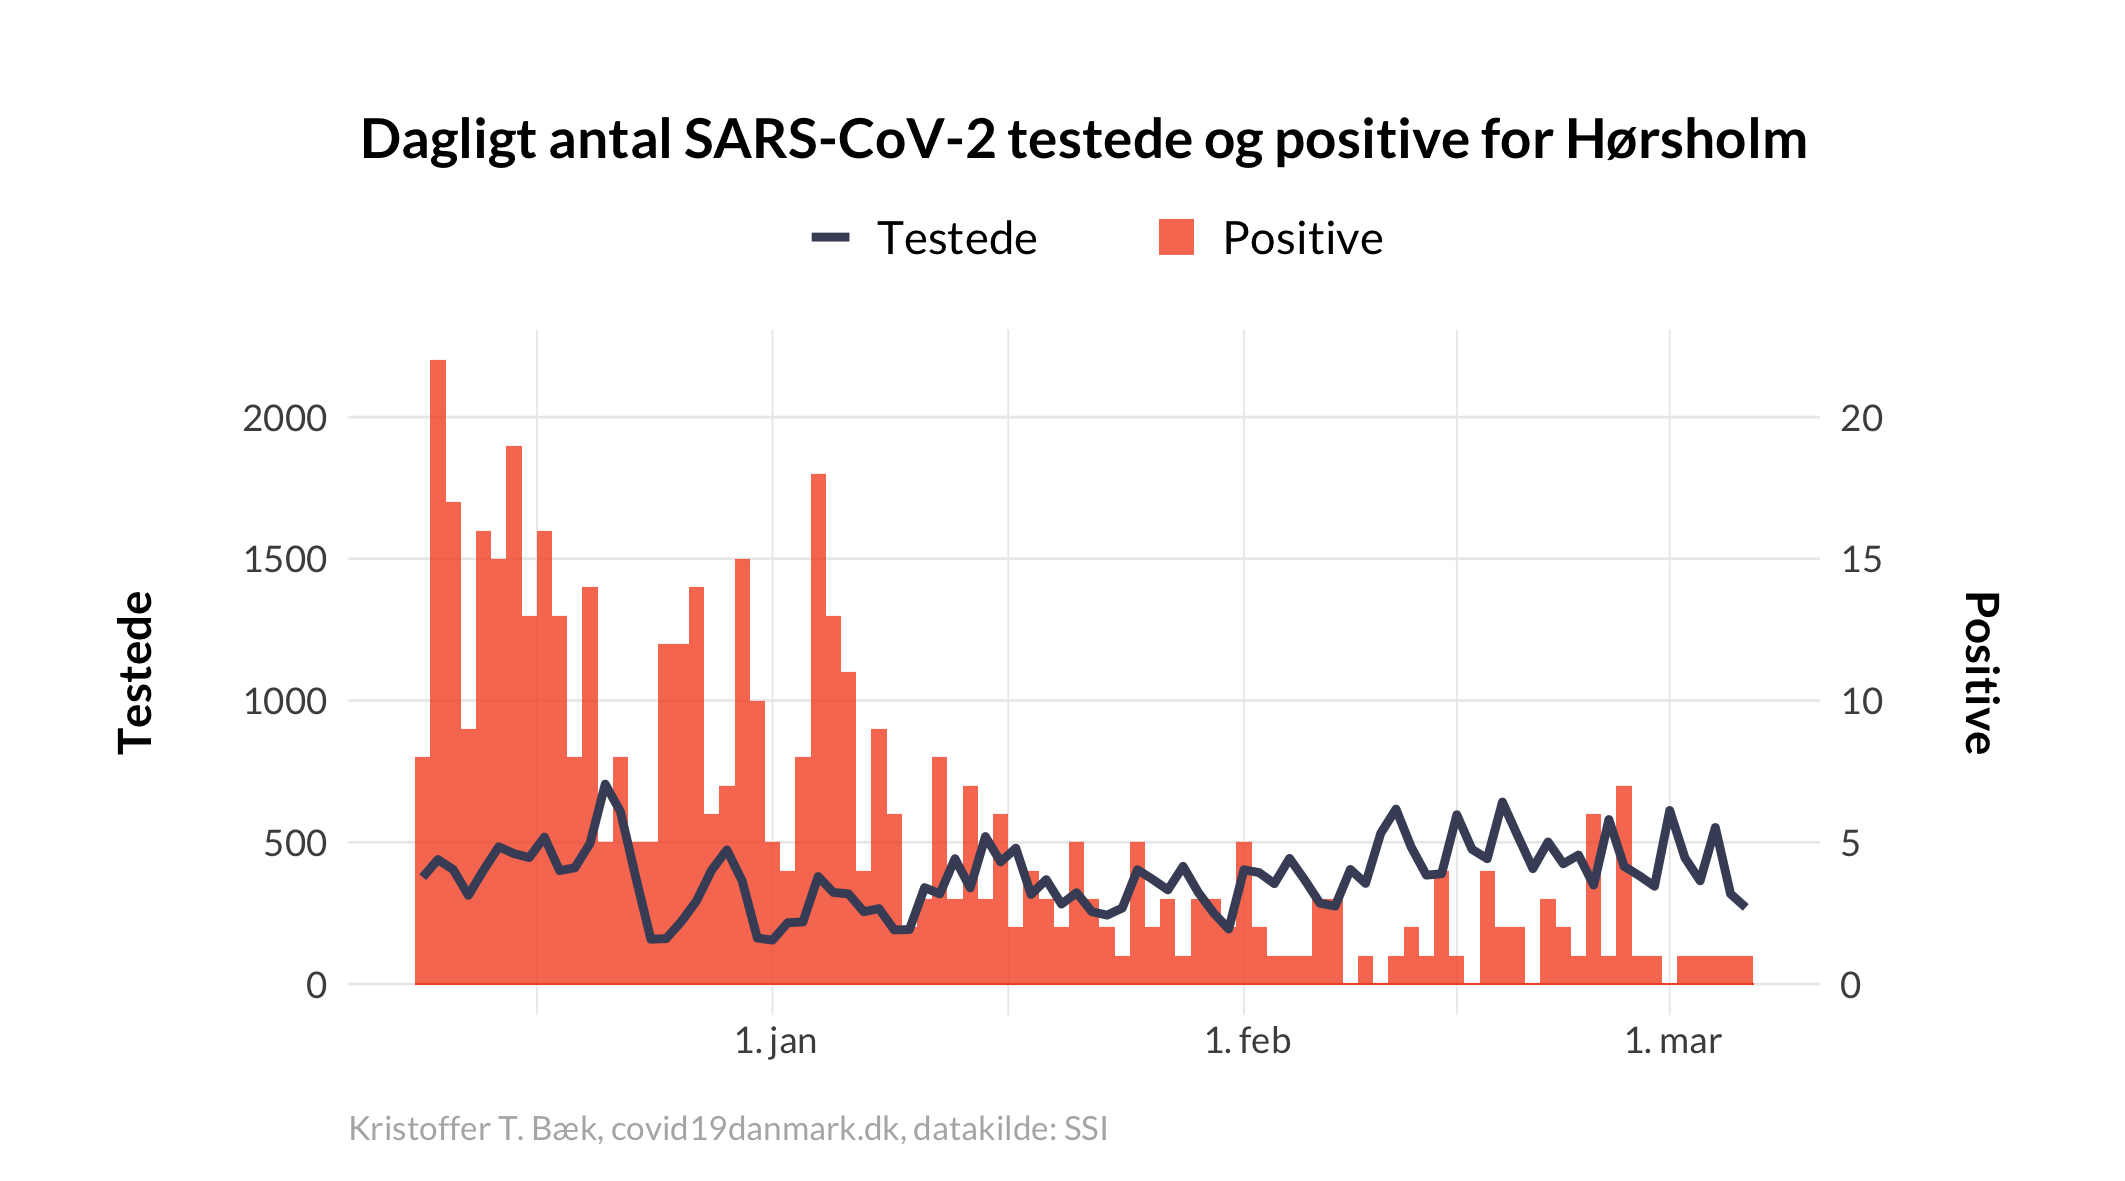 Dagligt antal SARS-CoV-2 testede og positive for Hørsholm
Testede
Positive
2000
1500
1000
500
0
20
15
10
5
0
Testede
Positive
1. jan
1. feb
1. mar
Kristoffer T. Bæk, covid19danmark.dk, datakilde: SSI